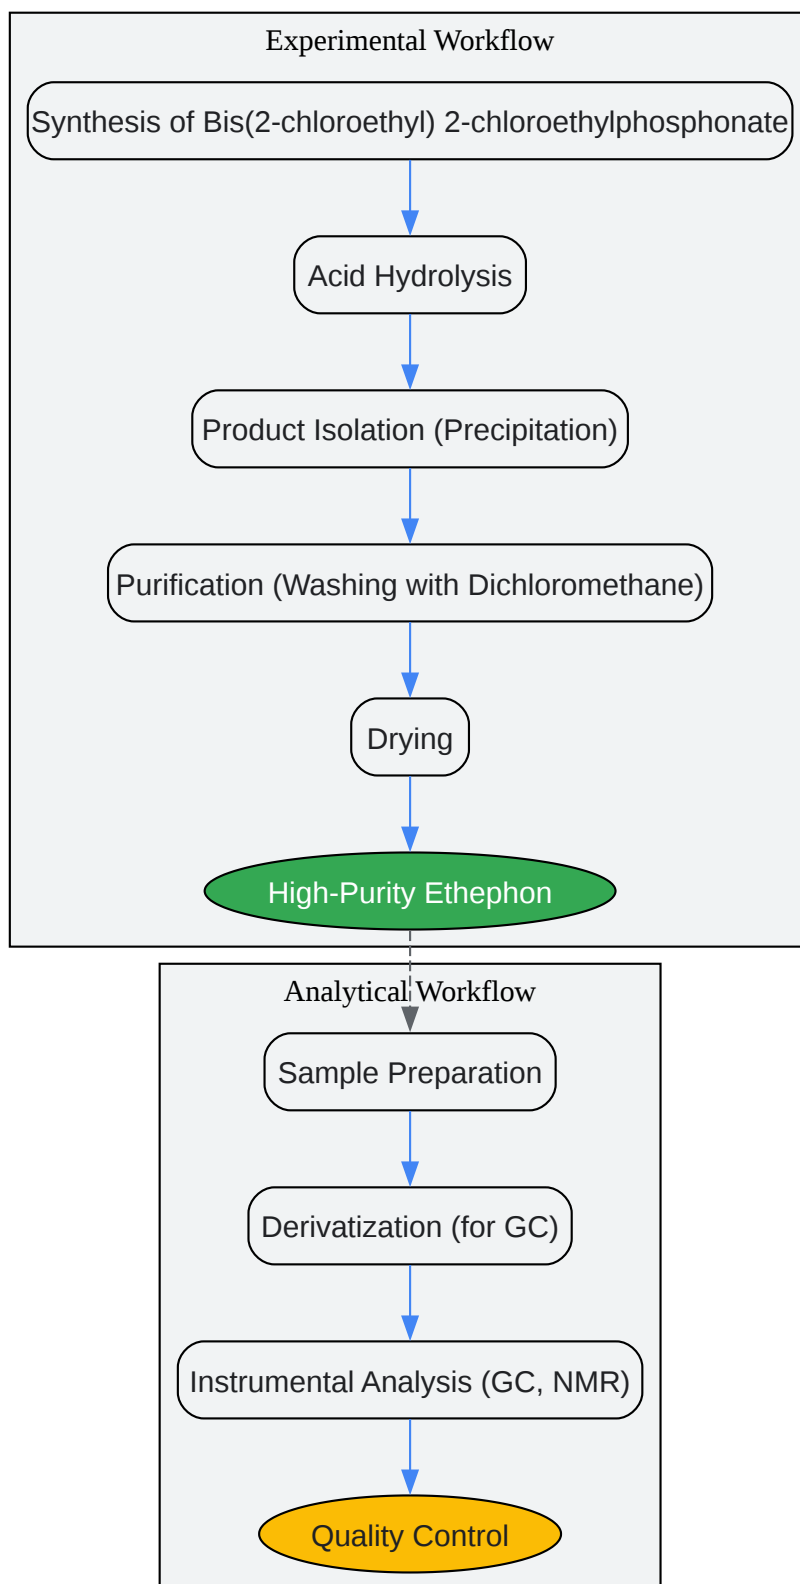 Experimental Workflow
Synthesis of Bis(2-chloroethyl) 2-chloroethylphosphonate
Acid Hydrolysis
Product Isolation (Precipitation)
Purification (Washing with Dichloromethane)
Drying
High-Purity Ethephon
Analytical Workflow
Sample Preparation
Derivatization (for GC)
Instrumental Analysis (GC, NMR)
Quality Control